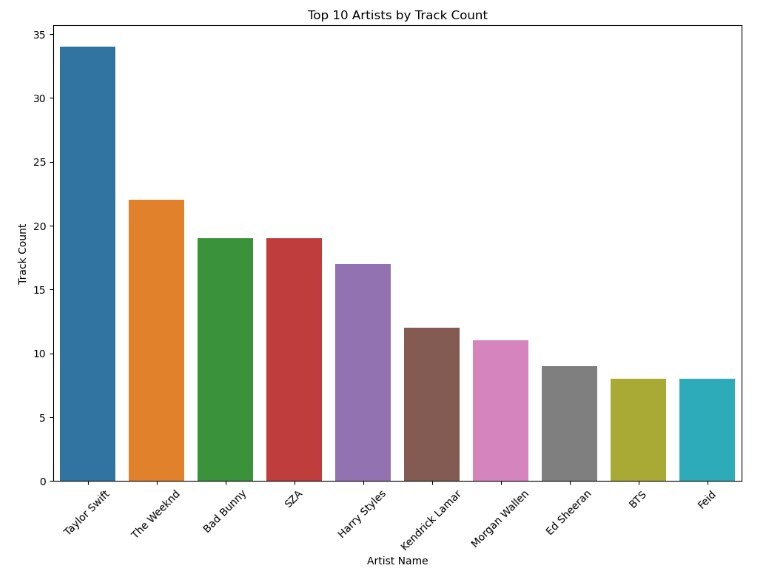 Top 10 Artists by Track Count
35
30
25
20
15
10
5
0
Track Count
Taylor Swift
The Weeknd
Bad Bunny
SZA
Harry Styles
Kendrick Lamar
Morgan Wallen
Ed Sheeran
BTS
Feid
Artist Name